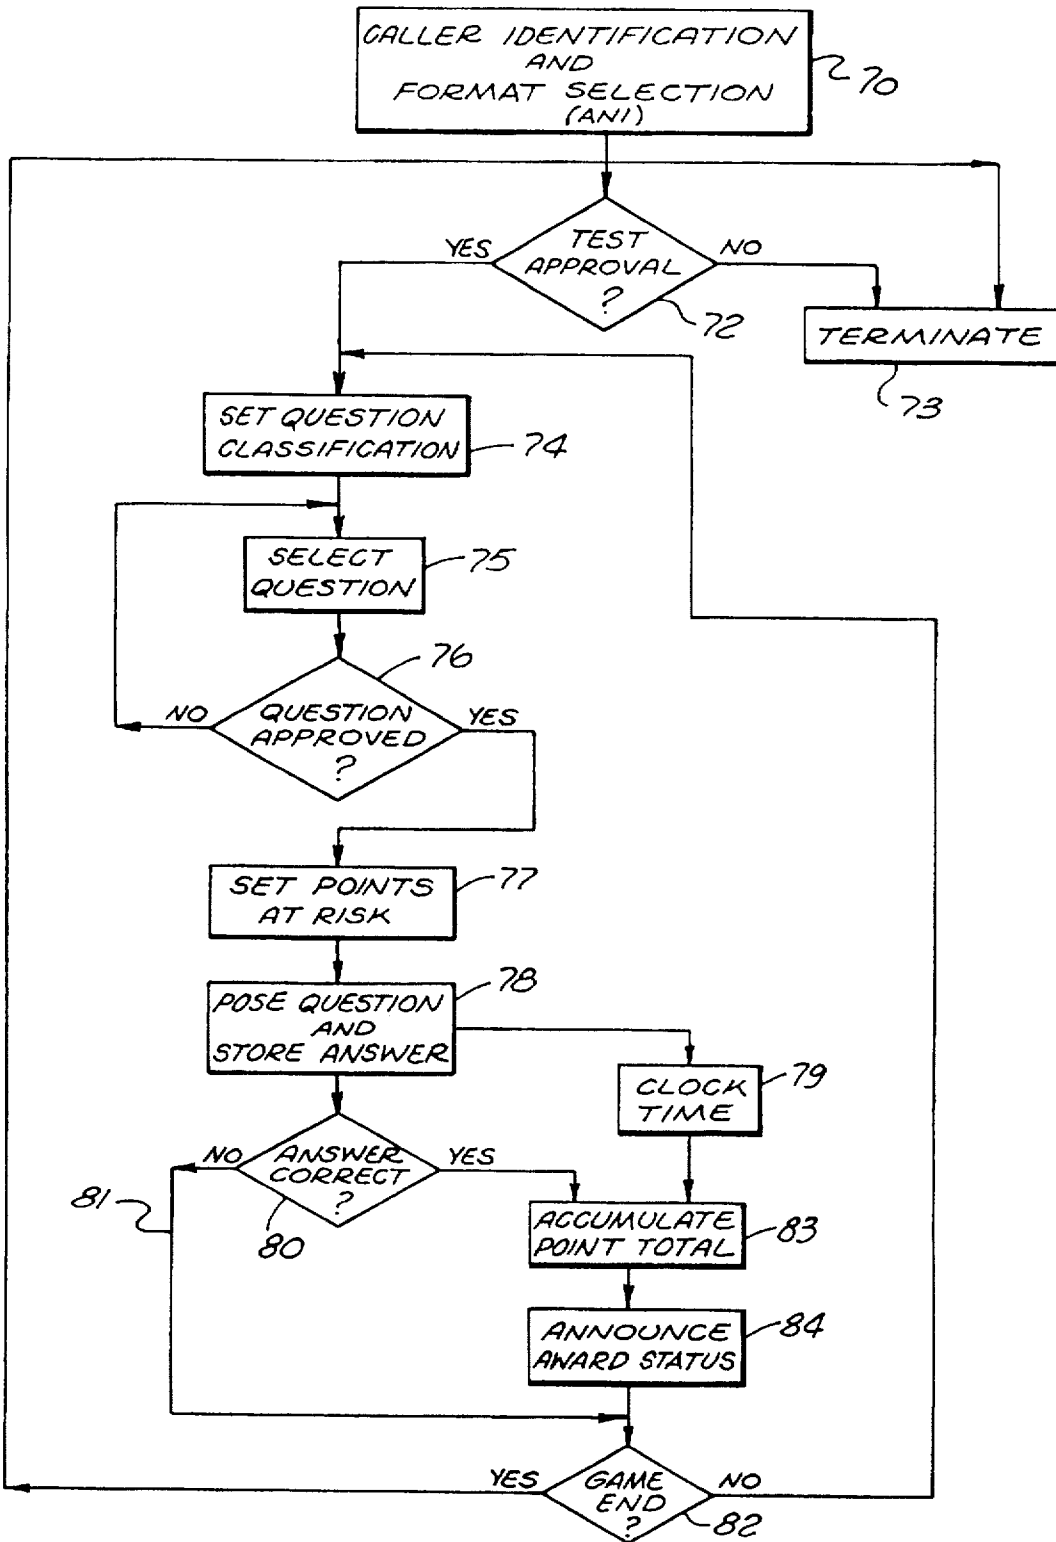 CALLER IDENTIFICATION
AND
FORMAT SELECTION
(ANI)
70
TEST
APPROVAL
?
YES
NO
72
TERMINATE
73
SET QUESTION
CLASSIFICATION
74
SELECT
QUESTION
75
76
QUESTION
APPROVED
?
NO
YES
SET POINTS
AT RISK
77
POSE QUESTION
AND
STORE ANSWER
78
CLOCK
TIME
79
ANSWER
CORRECT
?
NO
YES
80
81
ACCUMULATE
POINT TOTAL
83
ANNOUNCE
AWARD STATUS
84
GAME
END
?
YES
NO
82